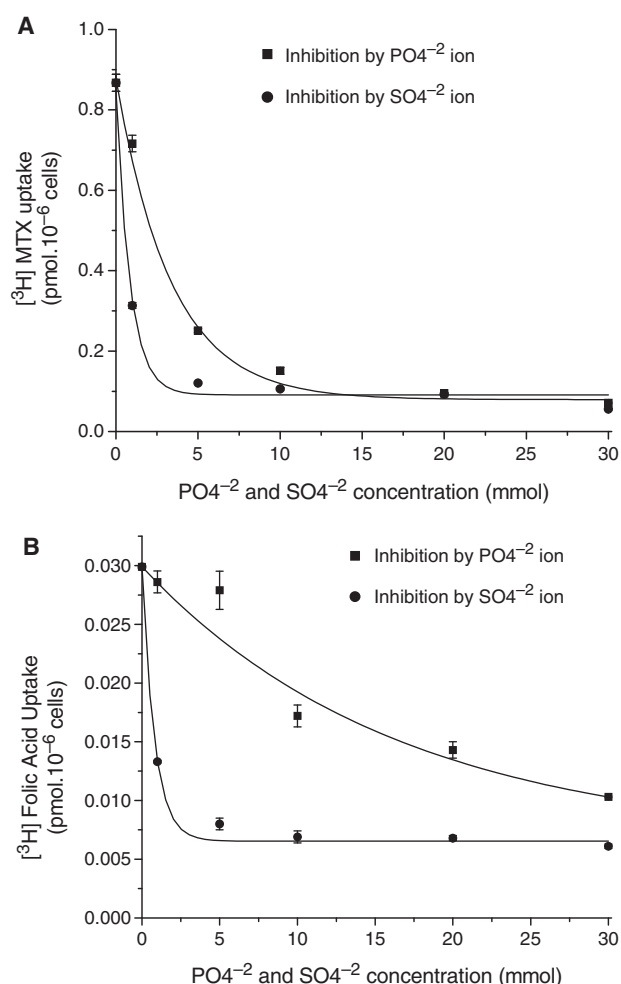 A
1.0
0.8
0.6
0.4
0.2
0.0
[³H] MTX uptake
(pmol.10⁻⁶ cells)
■ Inhibition by PO4⁻² ion
● Inhibition by SO4⁻² ion
0 5 10 15 20 25 30
PO4⁻² and SO4⁻² concentration (mmol)
B
0.030
0.025
0.020
0.015
0.010
0.005
0.000
[³H] Folic Acid Uptake
(pmol.10⁻⁶ cells)
■ Inhibition by PO4⁻² ion
● Inhibition by SO4⁻² ion
0 5 10 15 20 25 30
PO4⁻² and SO4⁻² concentration (mmol)